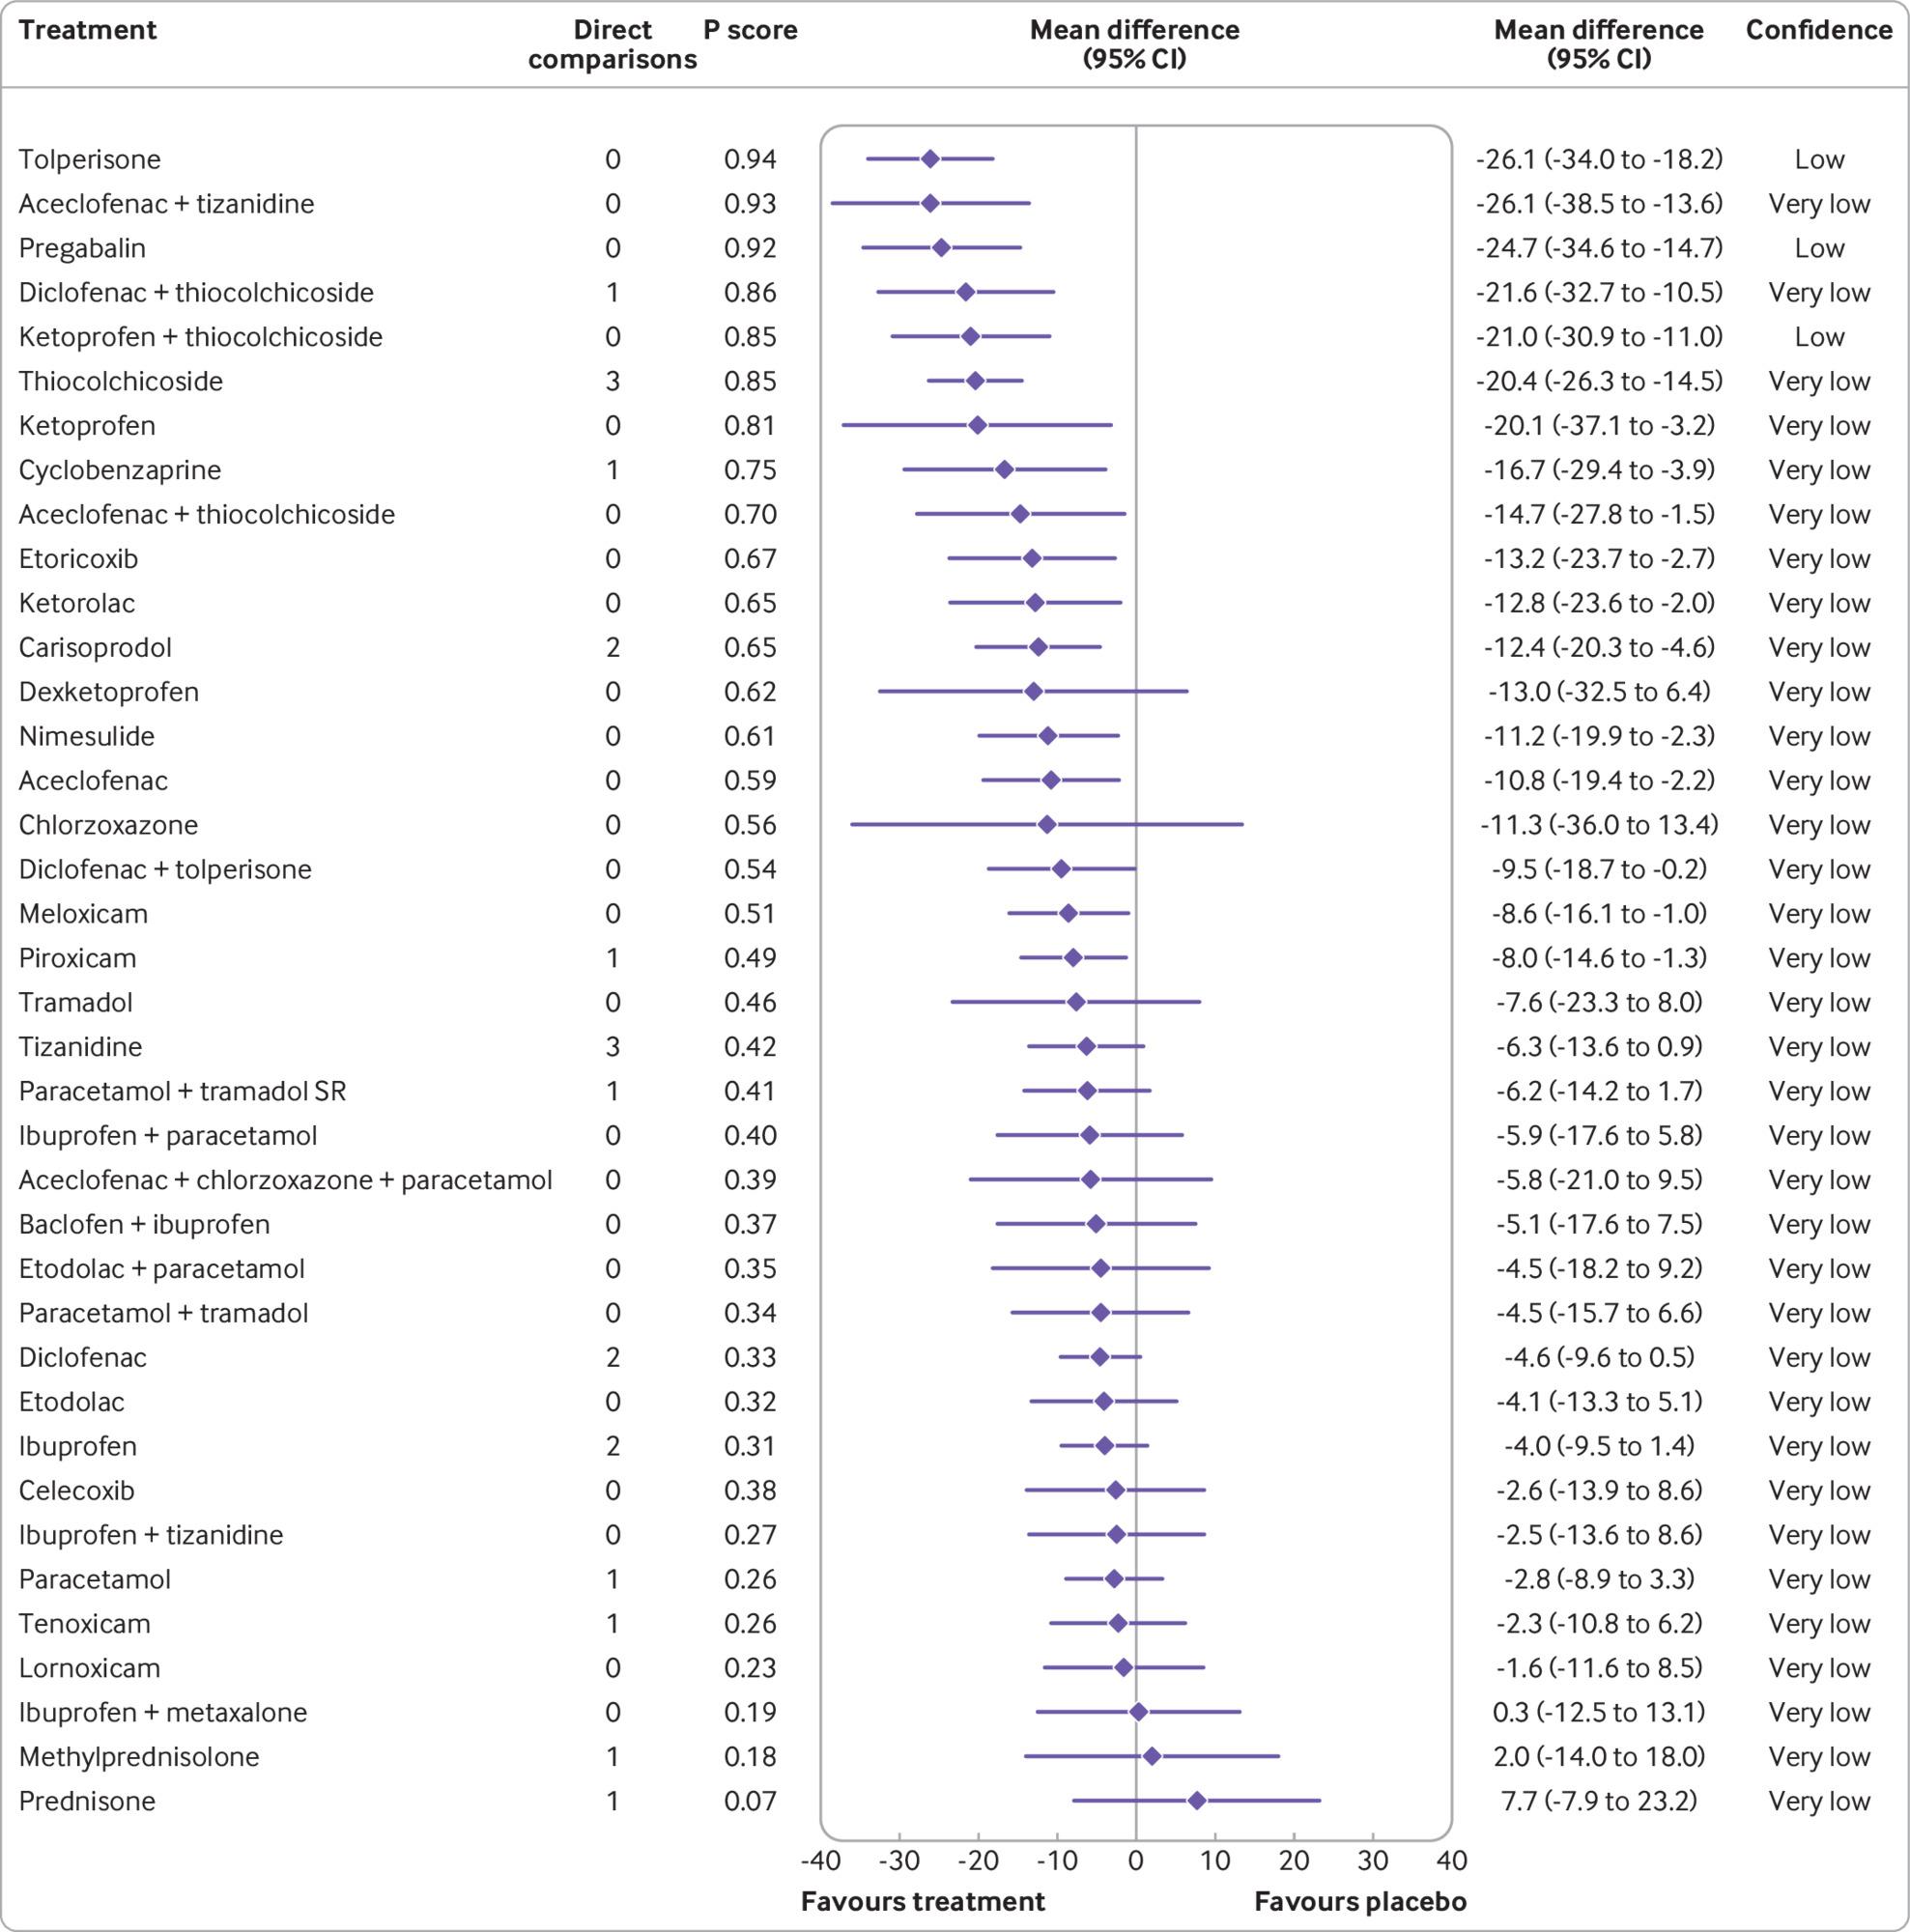 Treatment Direct comparisons P score Mean difference (95% CI) Mean difference (95% CI) Confidence
Tolperisone 0 0.94 -26.1 (-34.0 to -18.2) Low
Aceclofenac + tizanidine 0 0.93 -26.1 (-38.5 to -13.6) Very low
Pregabalin 0 0.92 -24.7 (-34.6 to -14.7) Low
Diclofenac + thiocolchicoside 1 0.86 -21.6 (-32.7 to -10.5) Very low
Ketoprofen + thiocolchicoside 0 0.85 -21.0 (-30.9 to -11.0) Low
Thiocolchicoside 3 0.85 -20.4 (-26.3 to -14.5) Very low
Ketoprofen 0 0.81 -20.1 (-37.1 to -3.2) Very low
Cyclobenzaprine 1 0.75 -16.7 (-29.4 to -3.9) Very low
Aceclofenac + thiocolchicoside 0 0.70 -14.7 (-27.8 to -1.5) Very low
Etoricoxib 0 0.67 -13.2 (-23.7 to -2.7) Very low
Ketorolac 0 0.65 -12.8 (-23.6 to -2.0) Very low
Carisoprodol 2 0.65 -12.4 (-20.3 to -4.6) Very low
Dexketoprofen 0 0.62 -13.0 (-32.5 to 6.4) Very low
Nimesulide 0 0.61 -11.2 (-19.9 to -2.3) Very low
Aceclofenac 0 0.59 -10.8 (-19.4 to -2.2) Very low
Chlorzoxazone 0 0.56 -11.3 (-36.0 to 13.4) Very low
Diclofenac + tolperisone 0 0.54 -9.5 (-18.7 to -0.2) Very low
Meloxicam 0 0.51 -8.6 (-16.1 to -1.0) Very low
Piroxicam 1 0.49 -8.0 (-14.6 to -1.3) Very low
Tramadol 0 0.46 -7.6 (-23.3 to 8.0) Very low
Tizanidine 3 0.42 -6.3 (-13.6 to 0.9) Very low
Paracetamol + tramadol SR 1 0.41 -6.2 (-14.2 to 1.7) Very low
Ibuprofen + paracetamol 0 0.40 -5.9 (-17.6 to 5.8) Very low
Aceclofenac + chlorzoxazone + paracetamol 0 0.39 -5.8 (-21.0 to 9.5) Very low
Baclofen + ibuprofen 0 0.37 -5.1 (-17.6 to 7.5) Very low
Etodolac + paracetamol 0 0.35 -4.5 (-18.2 to 9.2) Very low
Paracetamol + tramadol 0 0.34 -4.5 (-15.7 to 6.6) Very low
Diclofenac 2 0.33 -4.6 (-9.6 to 0.5) Very low
Etodolac 0 0.32 -4.1 (-13.3 to 5.1) Very low
Ibuprofen 2 0.31 -4.0 (-9.5 to 1.4) Very low
Celecoxib 0 0.38 -2.6 (-13.9 to 8.6) Very low
Ibuprofen + tizanidine 0 0.27 -2.5 (-13.6 to 8.6) Very low
Paracetamol 1 0.26 -2.8 (-8.9 to 3.3) Very low
Tenoxicam 1 0.26 -2.3 (-10.8 to 6.2) Very low
Lornoxicam 0 0.23 -1.6 (-11.6 to 8.5) Very low
Ibuprofen + metaxalone 0 0.19 0.3 (-12.5 to 13.1) Very low
Methylprednisolone 1 0.18 2.0 (-14.0 to 18.0) Very low
Prednisone 1 0.07 7.7 (-7.9 to 23.2) Very low
-40 -30 -20 -10 0 10 20 30 40
Favours treatment Favours placebo